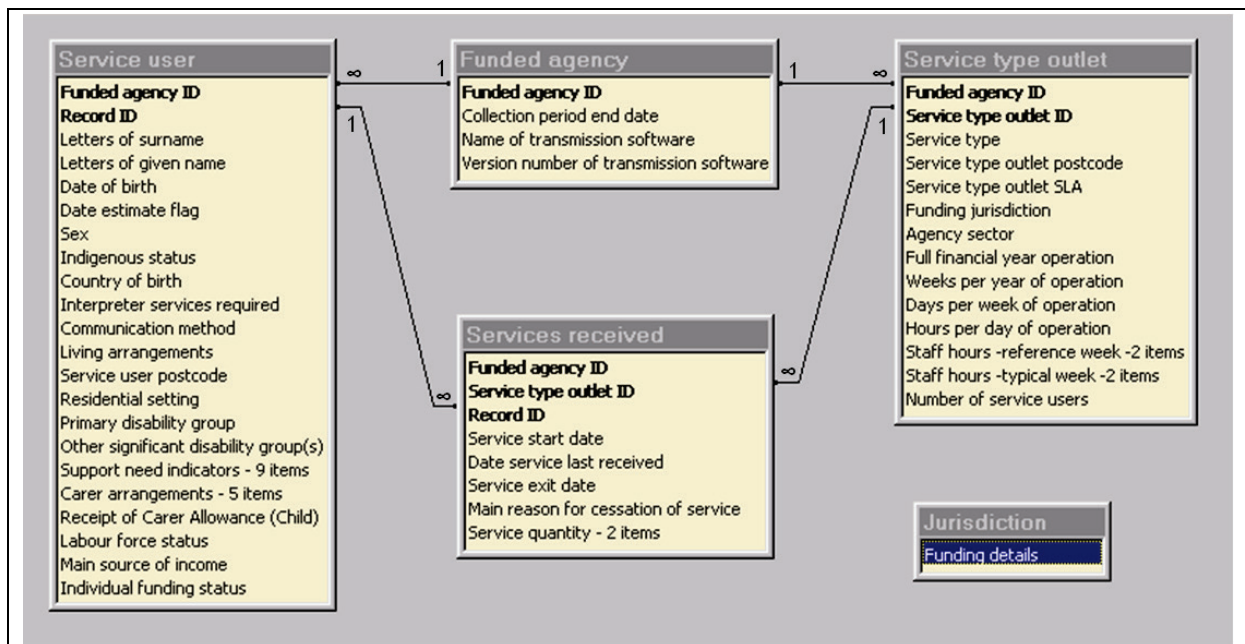 Service user
Funded agency ID
Record ID
Letters of surname
Letters of given name
Date of birth
Date estimate flag
Sex
Indigenous status
Country of birth
Interpreter services required
Communication method
Living arrangements
Service user postcode
Residential setting
Primary disability group
Other significant disability group(s)
Support need indicators - 9 items
Carer arrangements - 5 items
Receipt of Carer Allowance (Child)
Labour force status
Main source of income
Individual funding status
∞ 1
1
∞
Funded agency
Funded agency ID
Collection period end date
Name of transmission software
Version number of transmission software
1 ∞
1
∞
Services received
Funded agency ID
Service type outlet ID
Record ID
Service start date
Date service last received
Service exit date
Main reason for cessation of service
Service quantity - 2 items
Service type outlet
Funded agency ID
Service type outlet ID
Service type
Service type outlet postcode
Service type outlet SLA
Funding jurisdiction
Agency sector
Full financial year operation
Weeks per year of operation
Days per week of operation
Hours per day of operation
Staff hours -reference week -2 items
Staff hours -typical week -2 items
Number of service users
Jurisdiction
Funding details